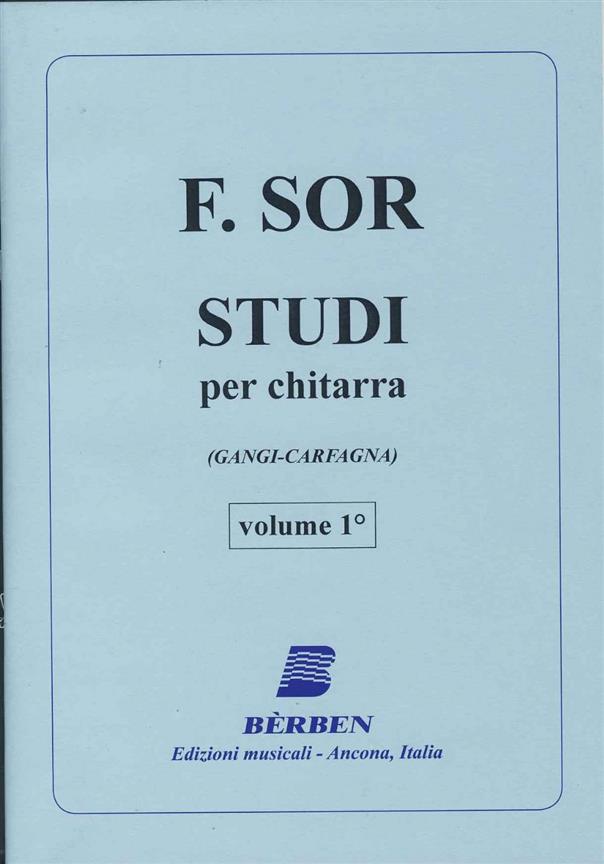 F. SOR
STUDI
per chitarra
(GANGI-CARFAGNA)
volume 1°
BÈRBEN
Edizioni musicali - Ancona, Italia